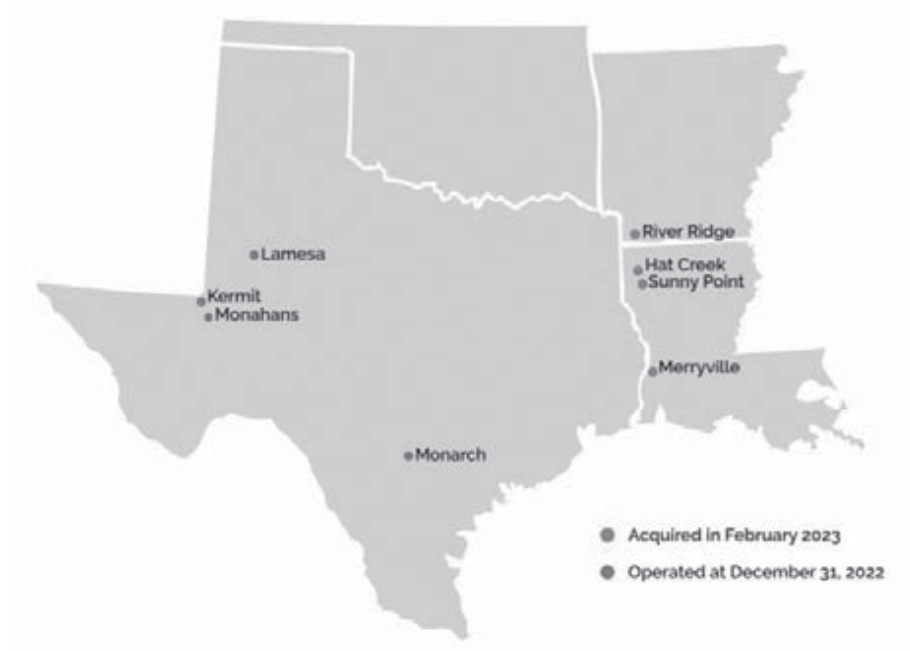 River Ridge
Lamesa
Hat Creek
Sunny Point
Kermit
Monahans
Merryville
Monarch
Acquired in February 2023
Operated at December 31, 2022